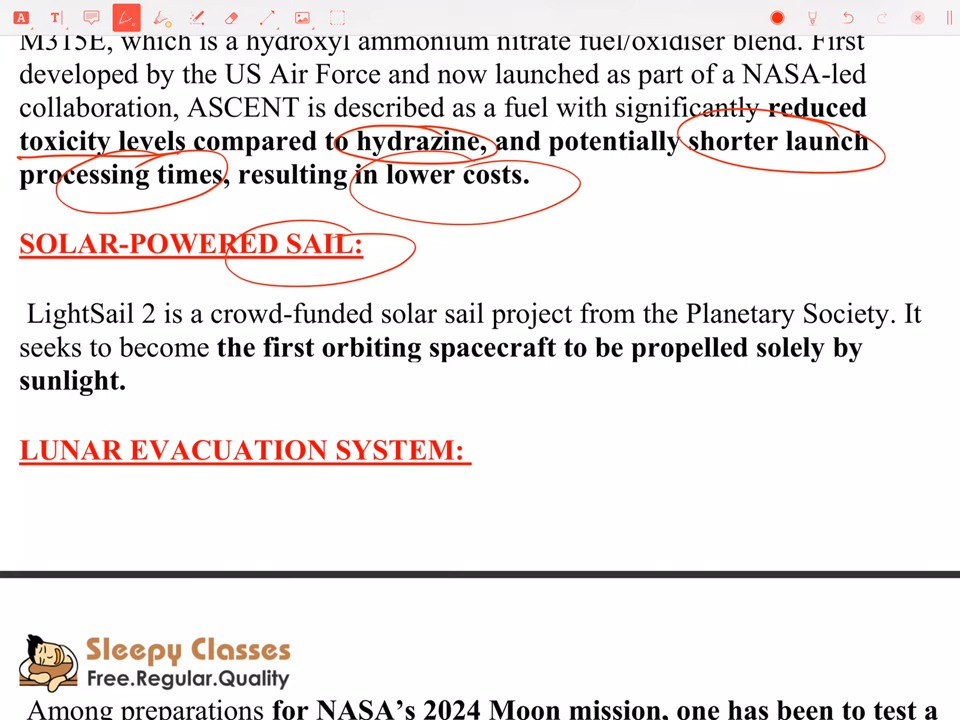 M315E, which is a hydroxyl ammonium nitrate fuel/oxidiser blend. First
developed by the US Air Force and now launched as part of a NASA-led
collaboration, ASCENT is described as a fuel with significantly reduced
toxicity levels compared to hydrazine, and potentially shorter launch
processing times, resulting in lower costs.
SOLAR-POWERED SAIL:
LightSail 2 is a crowd-funded solar sail project from the Planetary Society. It
seeks to become the first orbiting spacecraft to be propelled solely by
sunlight.
LUNAR EVACUATION SYSTEM:
Sleepy Classes
Free.Regular.Quality
Among preparations for NASA's 2024 Moon mission, one has been to test a